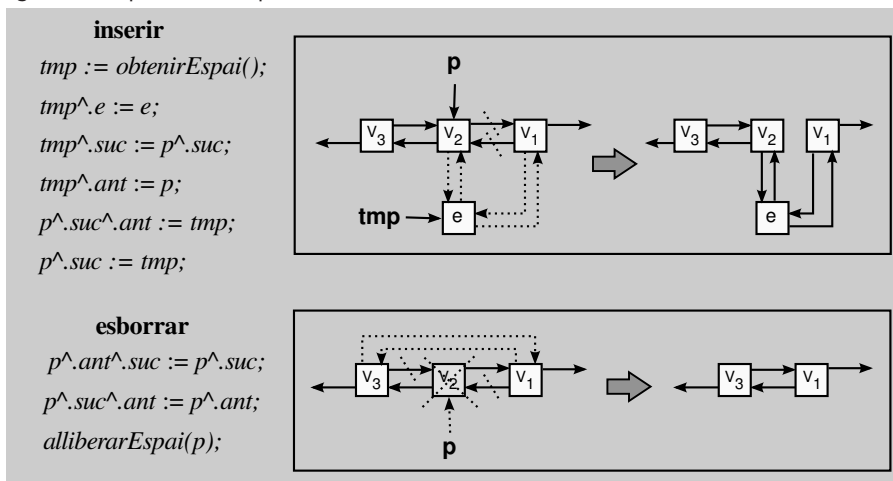 inserir
tmp := obtenirEspai();
tmp^.e := e;
tmp^.suc := p^.suc;
tmp^.ant := p;
p^.suc^.ant := tmp;
p^.suc := tmp;
p
v3 v2 v1
tmp e
v3 v2 v1
e
esborrar
p^.ant^.suc := p^.suc;
p^.suc^.ant := p^.ant;
alliberarEspai(p);
v3 v2 v1
p
v3 v1